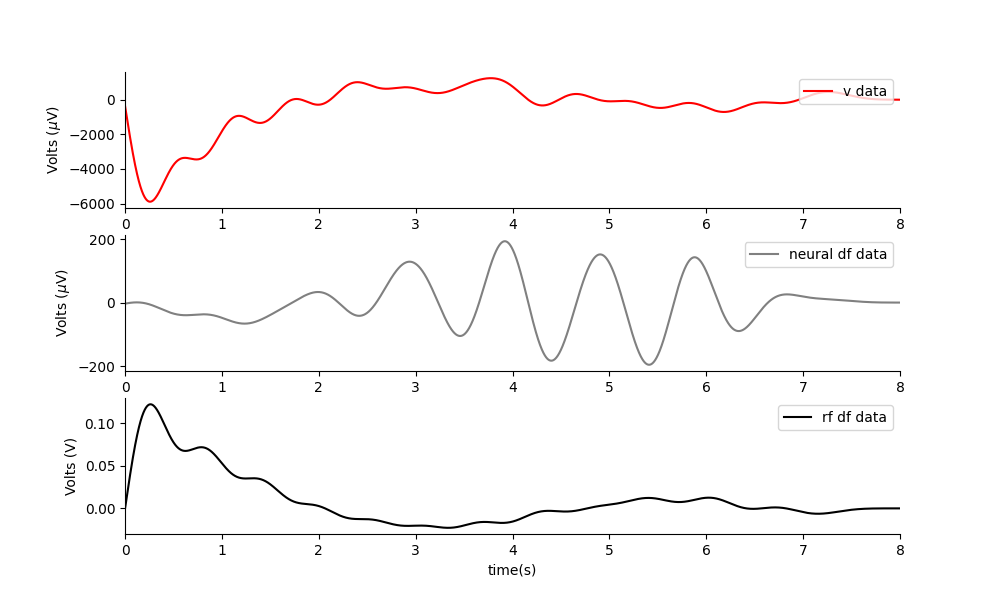 0
−2000
−4000
−6000
Volts (μV)
v data
0 1 2 3 4 5 6 7 8
200
0
−200
Volts (μV)
neural df data
0 1 2 3 4 5 6 7 8
0.10
0.05
0.00
Volts (V)
rf df data
0 1 2 3 4 5 6 7 8
time(s)